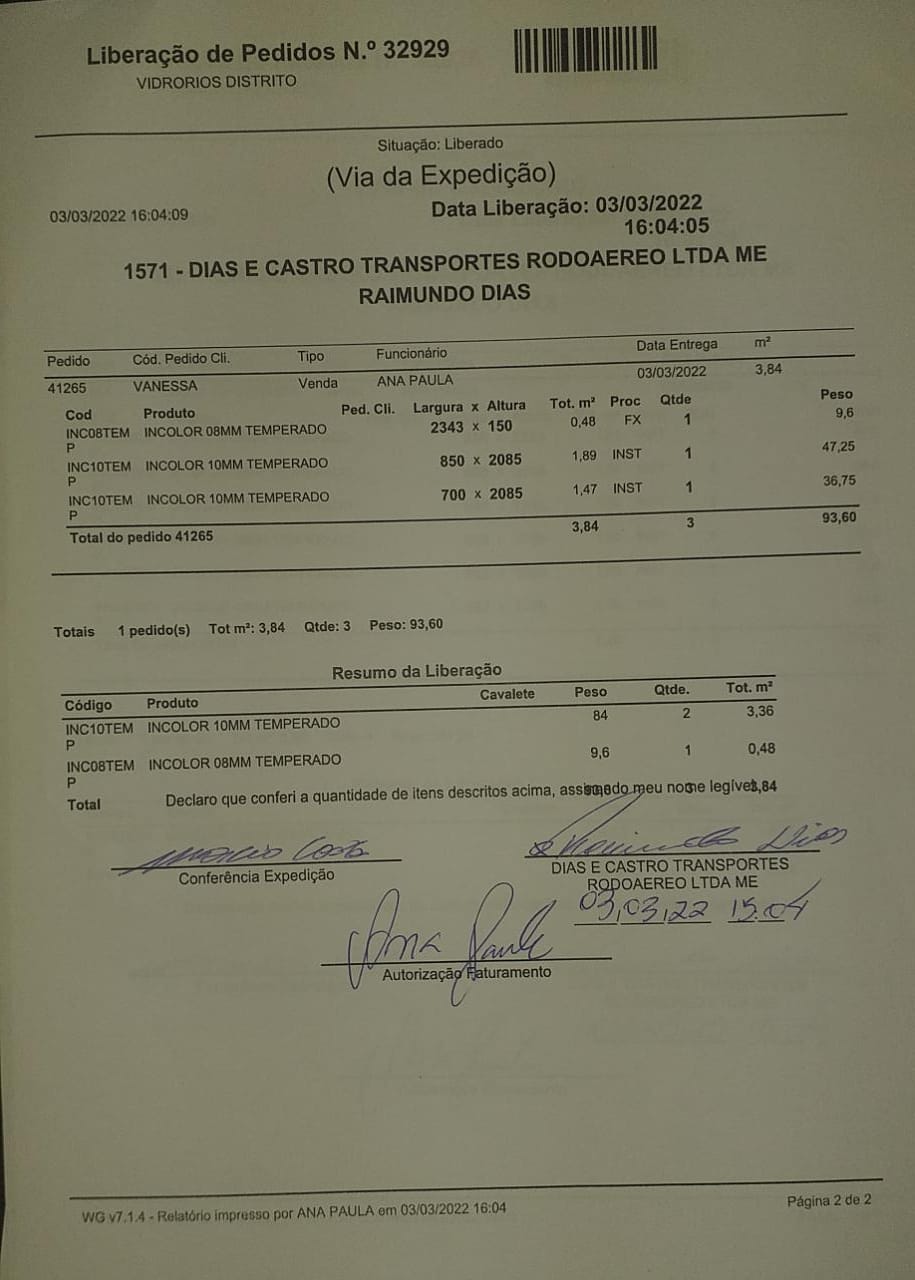 Liberação de Pedidos N.º 32929
VIDRORIOS DISTRITO
Situação: Liberado
(Via da Expedição)
03/03/2022 16:04:09
Data Liberação: 03/03/2022
16:04:05
1571 - DIAS E CASTRO TRANSPORTES RODOAEREO LTDA ME
RAIMUNDO DIAS
Pedido Cód. Pedido Cli. Tipo Funcionário Data Entrega m²
41265 VANESSA Venda ANA PAULA 03/03/2022 3,84
Cod Produto Ped. Cli. Largura x Altura Tot. m² Proc Qtde Peso
INC08TEM INCOLOR 08MM TEMPERADO 2343 x 150 0,48 FX 1 9,6
P
INC10TEM INCOLOR 10MM TEMPERADO 850 x 2085 1,89 INST 1 47,25
P
INC10TEM INCOLOR 10MM TEMPERADO 700 x 2085 1,47 INST 1 36,75
P
Total do pedido 41265 3,84 3 93,60
Totais 1 pedido(s) Tot m²: 3,84 Qtde: 3 Peso: 93,60
Resumo da Liberação
Código Produto Cavalete Peso Qtde. Tot. m²
INC10TEM INCOLOR 10MM TEMPERADO 84 2 3,36
P
INC08TEM INCOLOR 08MM TEMPERADO 9,6 1 0,48
P
Total Declaro que conferi a quantidade de itens descritos acima, assinando meu nome legível. 3,84
Raimundo Dias
Conferência Expedição
DIAS E CASTRO TRANSPORTES
RODOAEREO LTDA ME
03,03,22 15:04
Ana Paula
Autorização Faturamento
WG v7.1.4 - Relatório impresso por ANA PAULA em 03/03/2022 16:04
Página 2 de 2